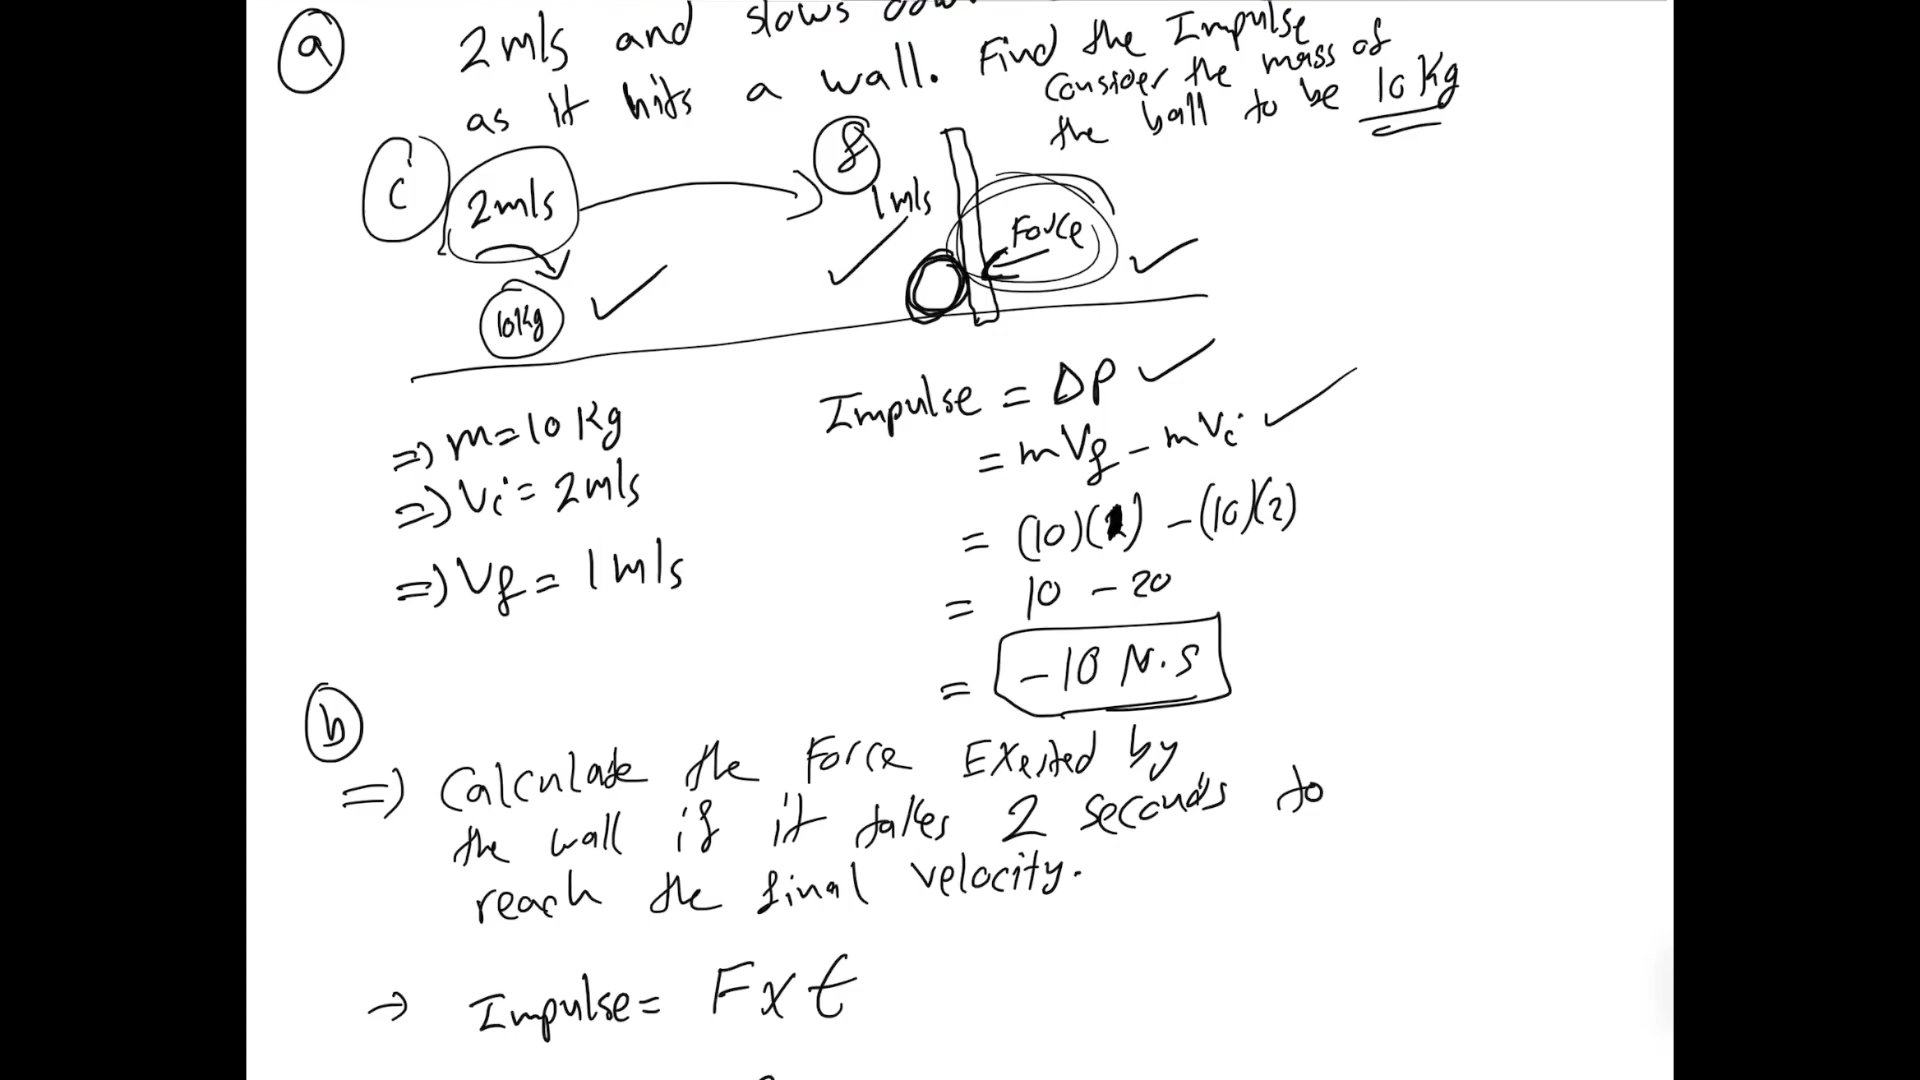 a
2 m/s and slows down
as it hits a wall. Find the Impulse
Consider the mass of
the ball to be 10 Kg
i
2 m/s
f
1 m/s
Force
10 Kg
Impulse = ΔP
= mVf - mVi
= (10)(1) - (10)(2)
= 10 - 20
= -10 N.S
=> m = 10 Kg
=> Vi = 2 m/s
=> Vf = 1 m/s
b
=> Calculate the Force Exerted by
the wall if it takes 2 seconds to
reach the final velocity.
→ Impulse = F x t